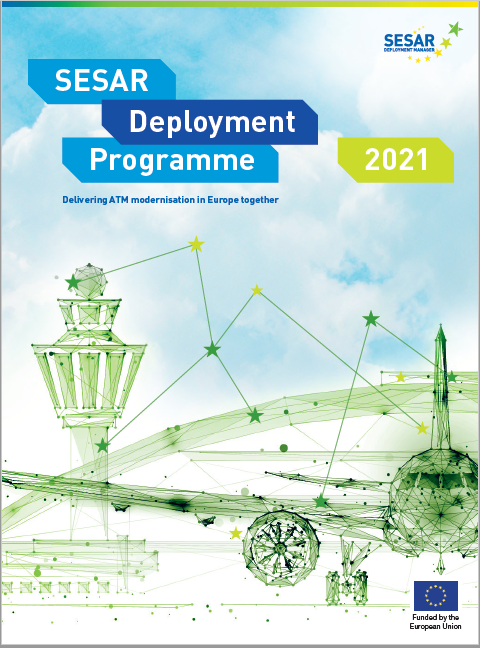 SESAR
DEPLOYMENT MANAGER
SESAR
Deployment
Programme
2021
Delivering ATM modernisation in Europe together
Funded by the
European Union